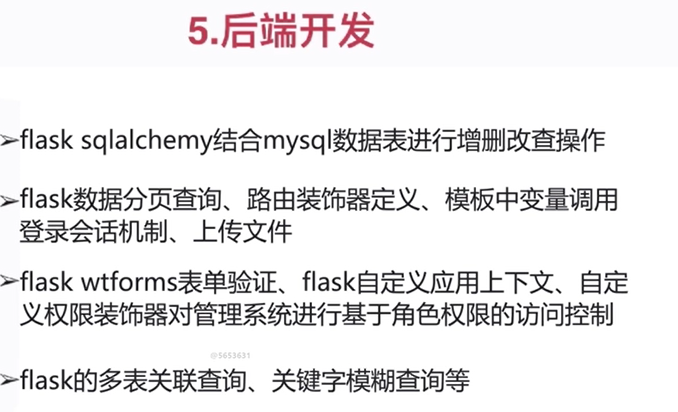 5.后端开发
➢flask sqlalchemy结合mysql数据表进行增删改查操作
➢flask数据分页查询、路由装饰器定义、模板中变量调用
登录会话机制、上传文件
➢flask wtforms表单验证、flask自定义应用上下文、自定
义权限装饰器对管理系统进行基于角色权限的访问控制
@5653631
➢flask的多表关联查询、关键字模糊查询等